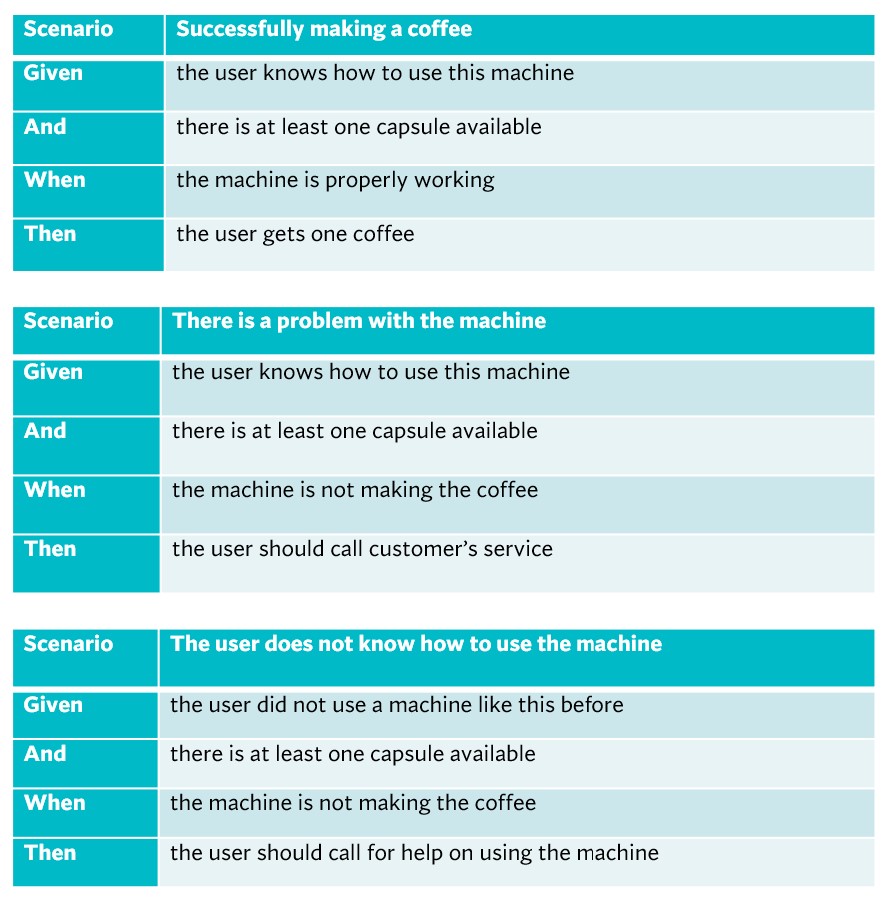 Scenario Successfully making a coffee
Given the user knows how to use this machine
And there is at least one capsule available
When the machine is properly working
Then the user gets one coffee
Scenario There is a problem with the machine
Given the user knows how to use this machine
And there is at least one capsule available
When the machine is not making the coffee
Then the user should call customer’s service
Scenario The user does not know how to use the machine
Given the user did not use a machine like this before
And there is at least one capsule available
When the machine is not making the coffee
Then the user should call for help on using the machine